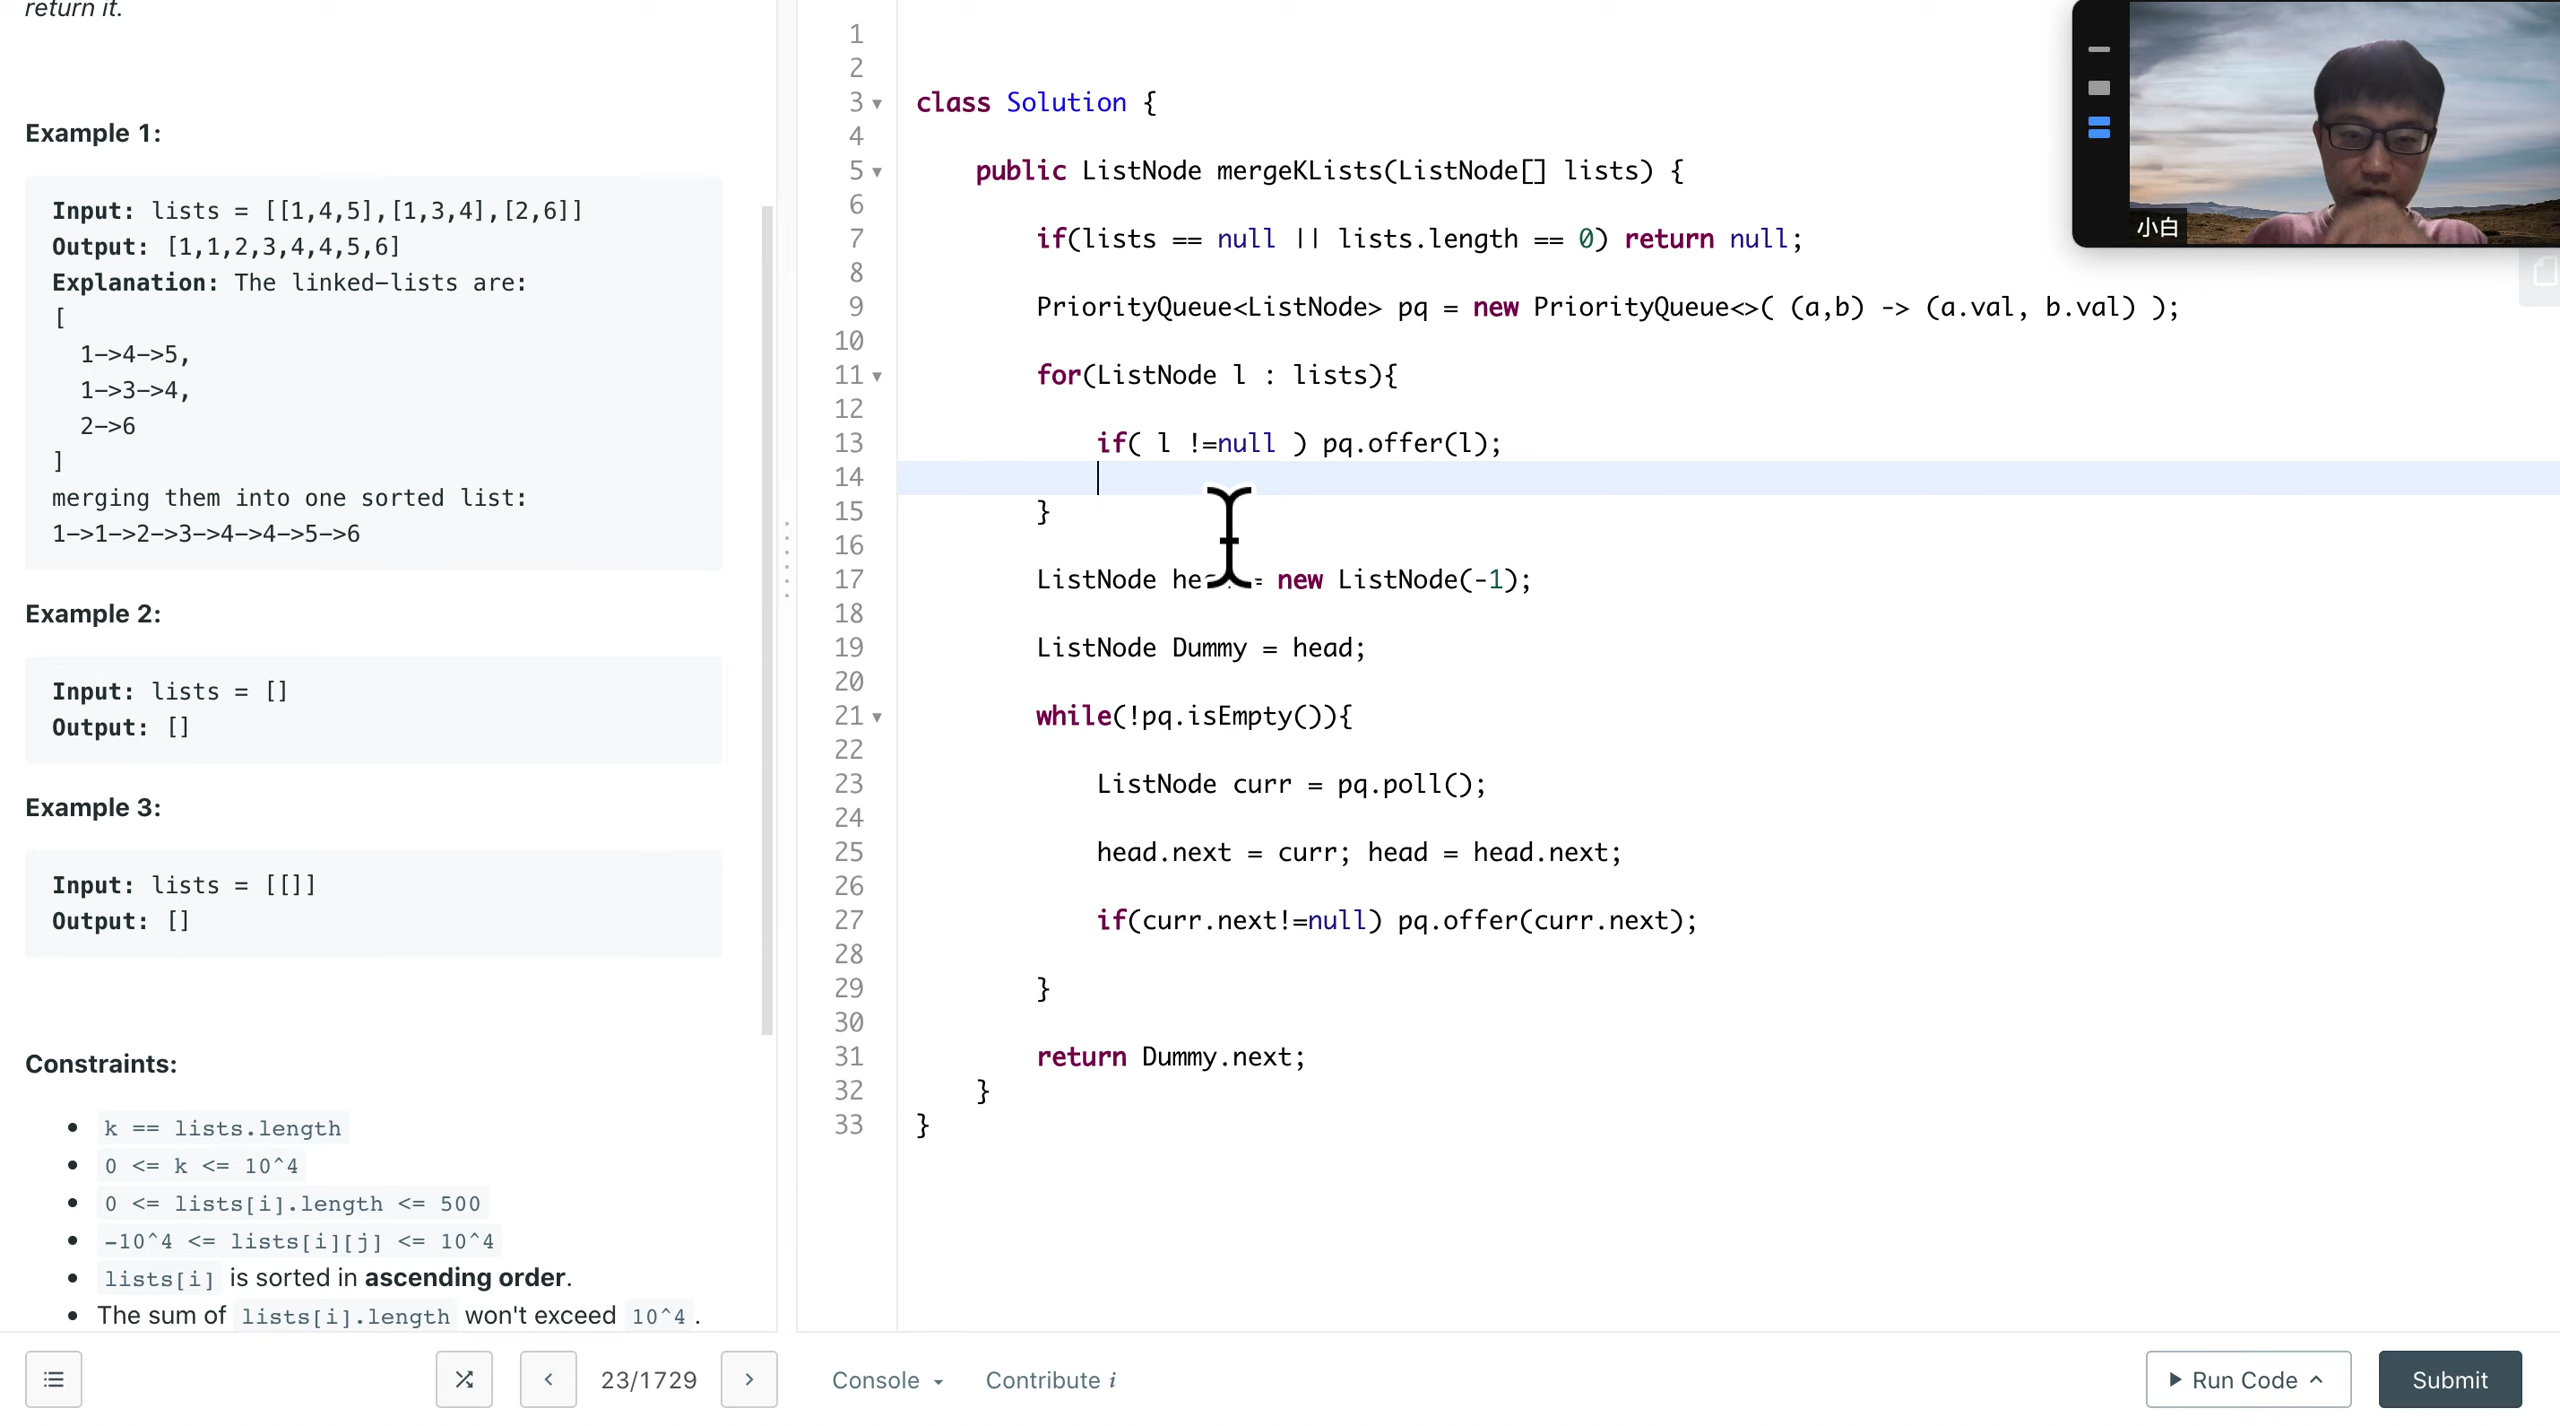 return it.
Example 1:
Input: lists = [[1,4,5],[1,3,4],[2,6]]
Output: [1,1,2,3,4,4,5,6]
Explanation: The linked-lists are:
[
  1->4->5,
  1->3->4,
  2->6
]
merging them into one sorted list:
1->1->2->3->4->4->5->6
Example 2:
Input: lists = []
Output: []
Example 3:
Input: lists = [[]]
Output: []
Constraints:
k == lists.length
0 <= k <= 10^4
0 <= lists[i].length <= 500
-10^4 <= lists[i][j] <= 10^4
lists[i] is sorted in ascending order.
The sum of lists[i].length won't exceed 10^4.
23/1729
1
2
3 class Solution {
4
5     public ListNode mergeKLists(ListNode[] lists) {
6
7         if(lists == null || lists.length == 0) return null;
8
9         PriorityQueue<ListNode> pq = new PriorityQueue<>( (a,b) -> (a.val, b.val) );
10
11         for(ListNode l : lists){
12
13             if( l !=null ) pq.offer(l);
14
15         }
16
17         ListNode = new ListNode(-1);
18
19         ListNode Dummy = head;
20
21         while(!pq.isEmpty()){
22
23             ListNode curr = pq.poll();
24
25             head.next = curr; head = head.next;
26
27             if(curr.next!=null) pq.offer(curr.next);
28
29         }
30
31         return Dummy.next;
32     }
33 }
小白
Console
Contribute i
Run Code
Submit